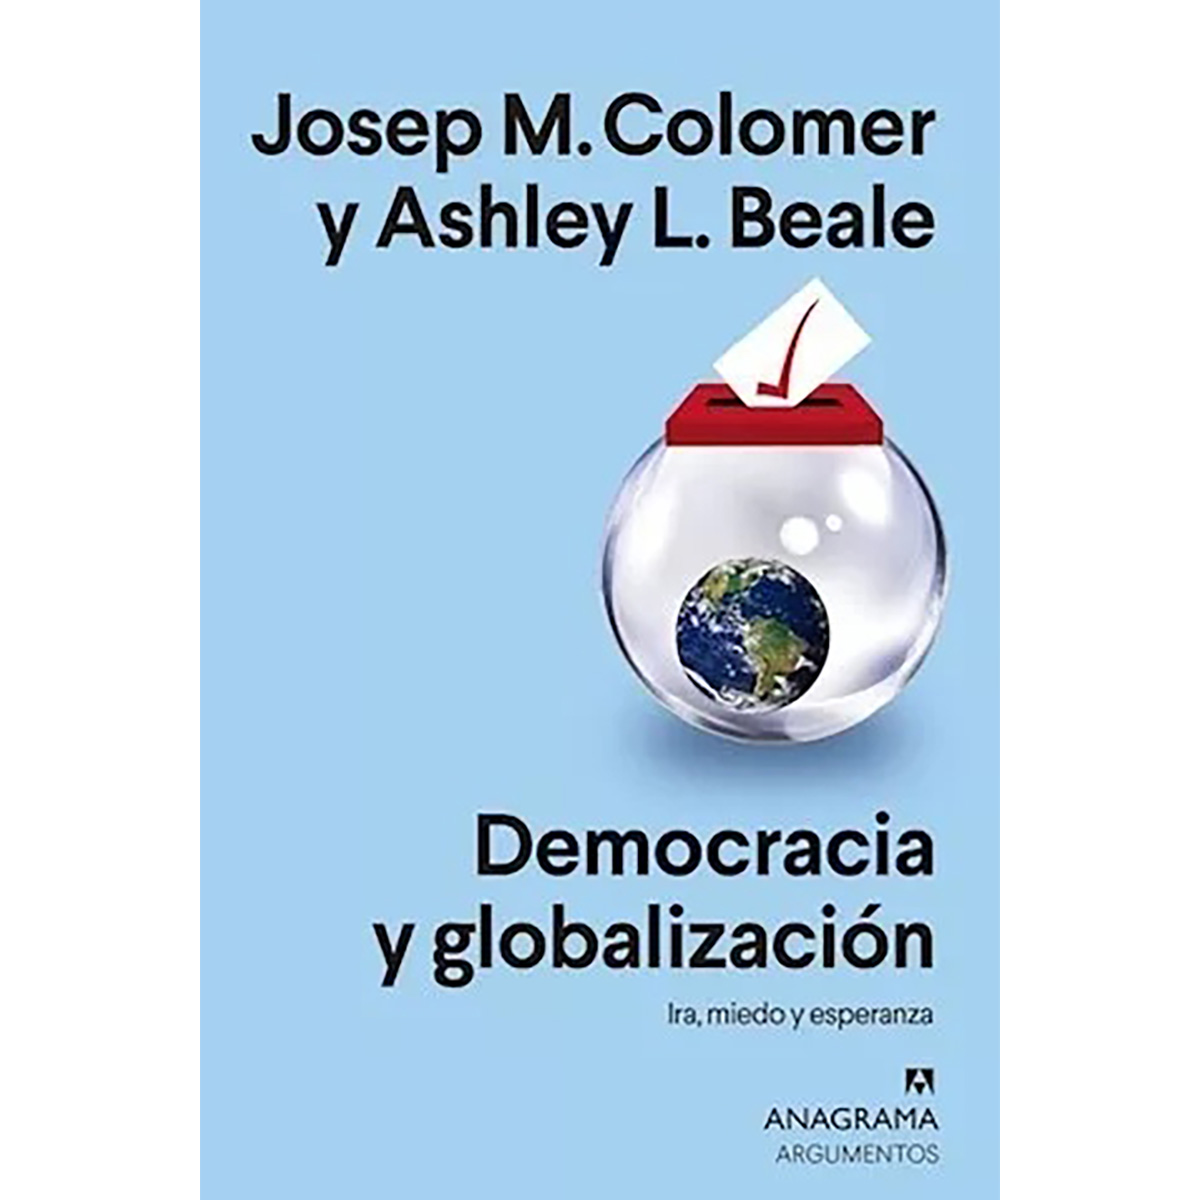 Josep M. Colomer
y Ashley L. Beale
Democracia
y globalización
Ira, miedo y esperanza
ANAGRAMA
ARGUMENTOS